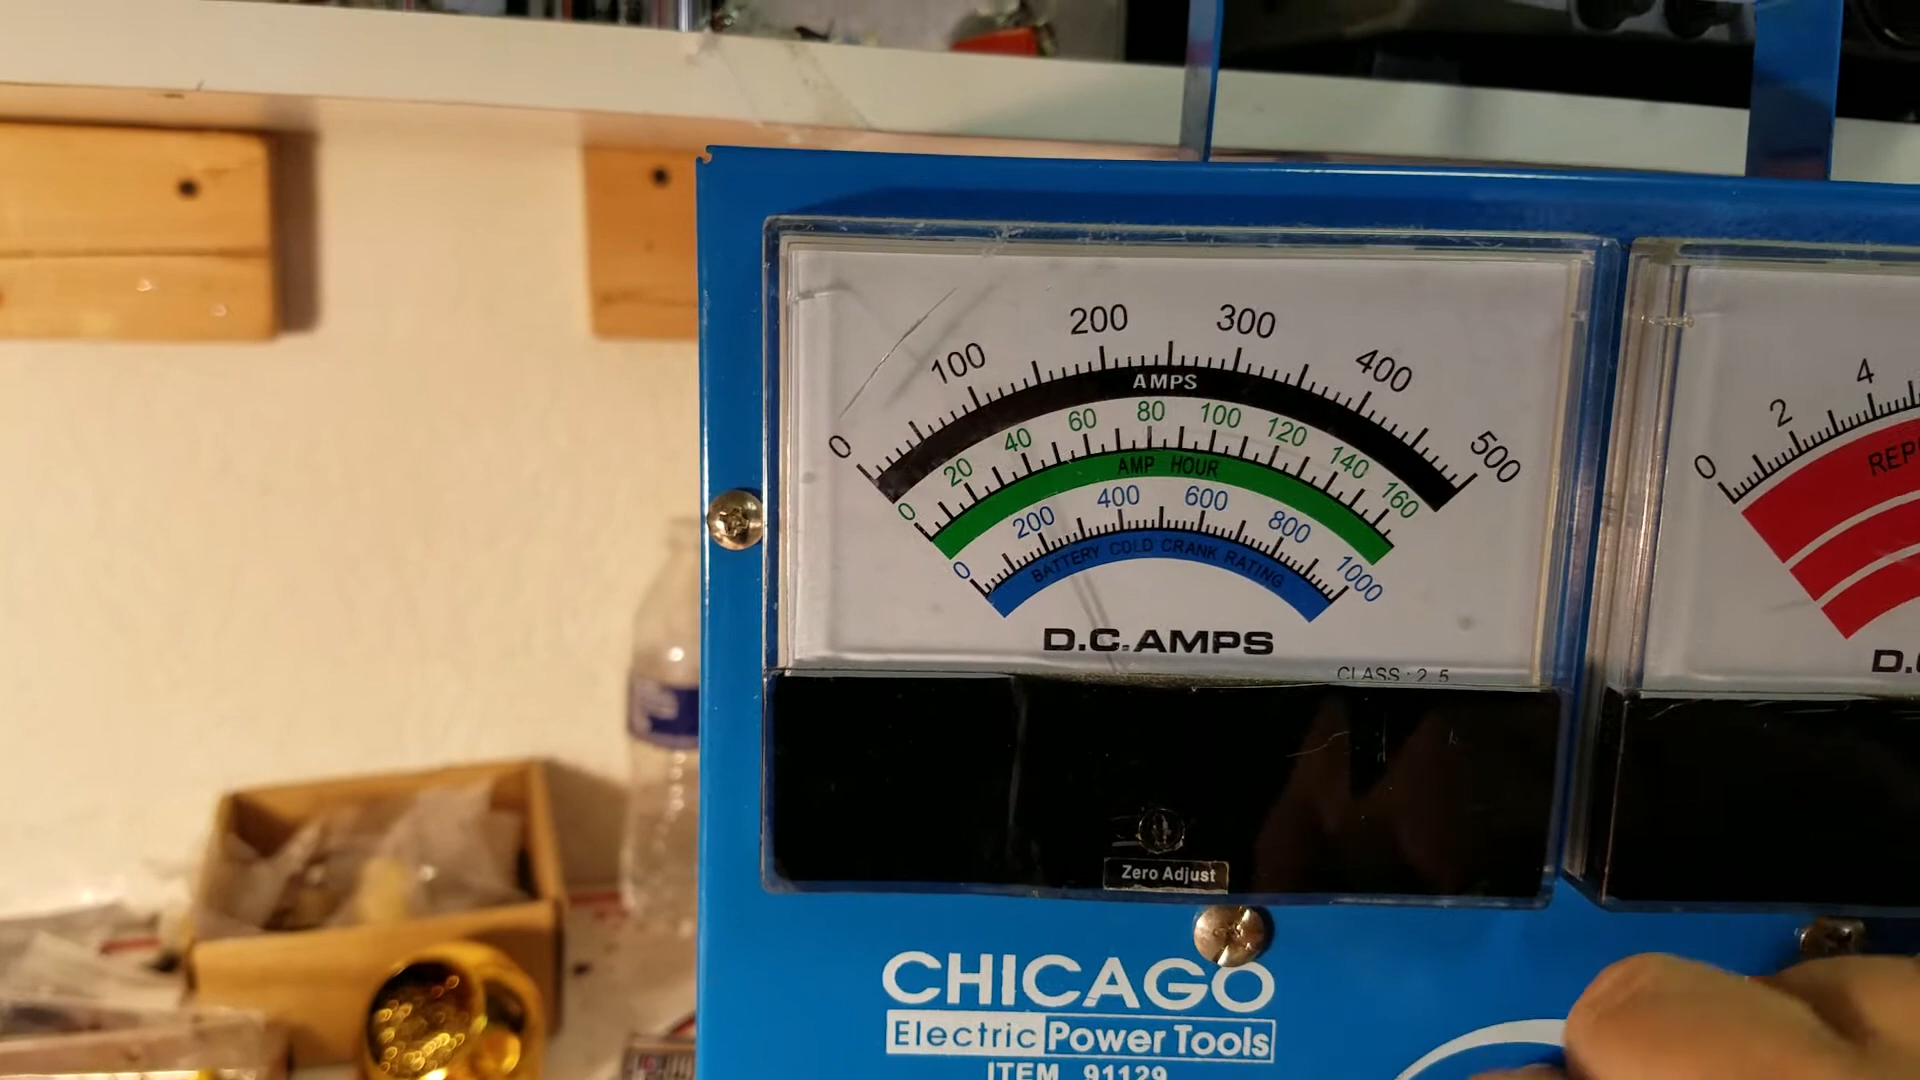 0 100 200 300 400 500
AMPS
0 20 40 60 80 100 120 140 160
AMP HOUR
0 200 400 600 800 1000
BATTERY COLD CRANK RATING
D.C.AMPS
CLASS : 2.5
Zero Adjust
0 2 4
REP
D.C
CHICAGO
Electric Power Tools
ITEM 91129